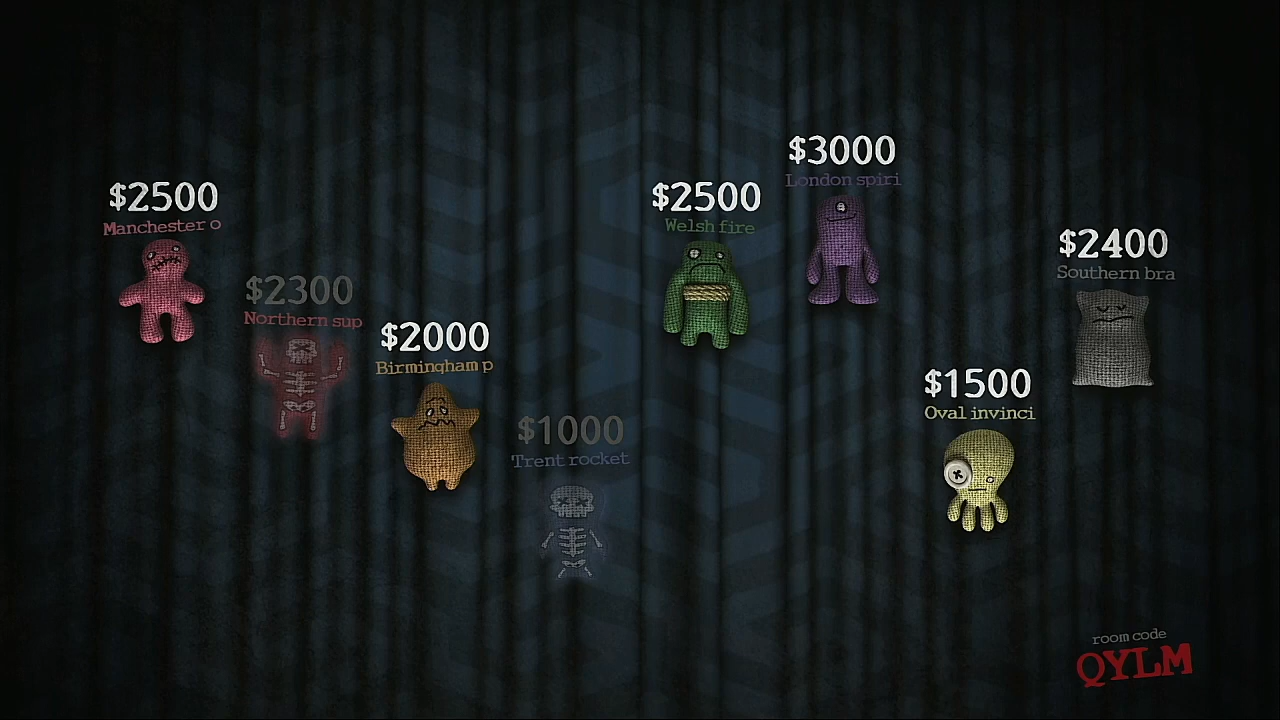 $2500
Manchester o
$2300
Northern sup
$2000
Birmingham p
$1000
Trent rocket
$2500
Welsh fire
$3000
London spiri
$1500
Oval invinci
$2400
Southern bra
room code
QYLM